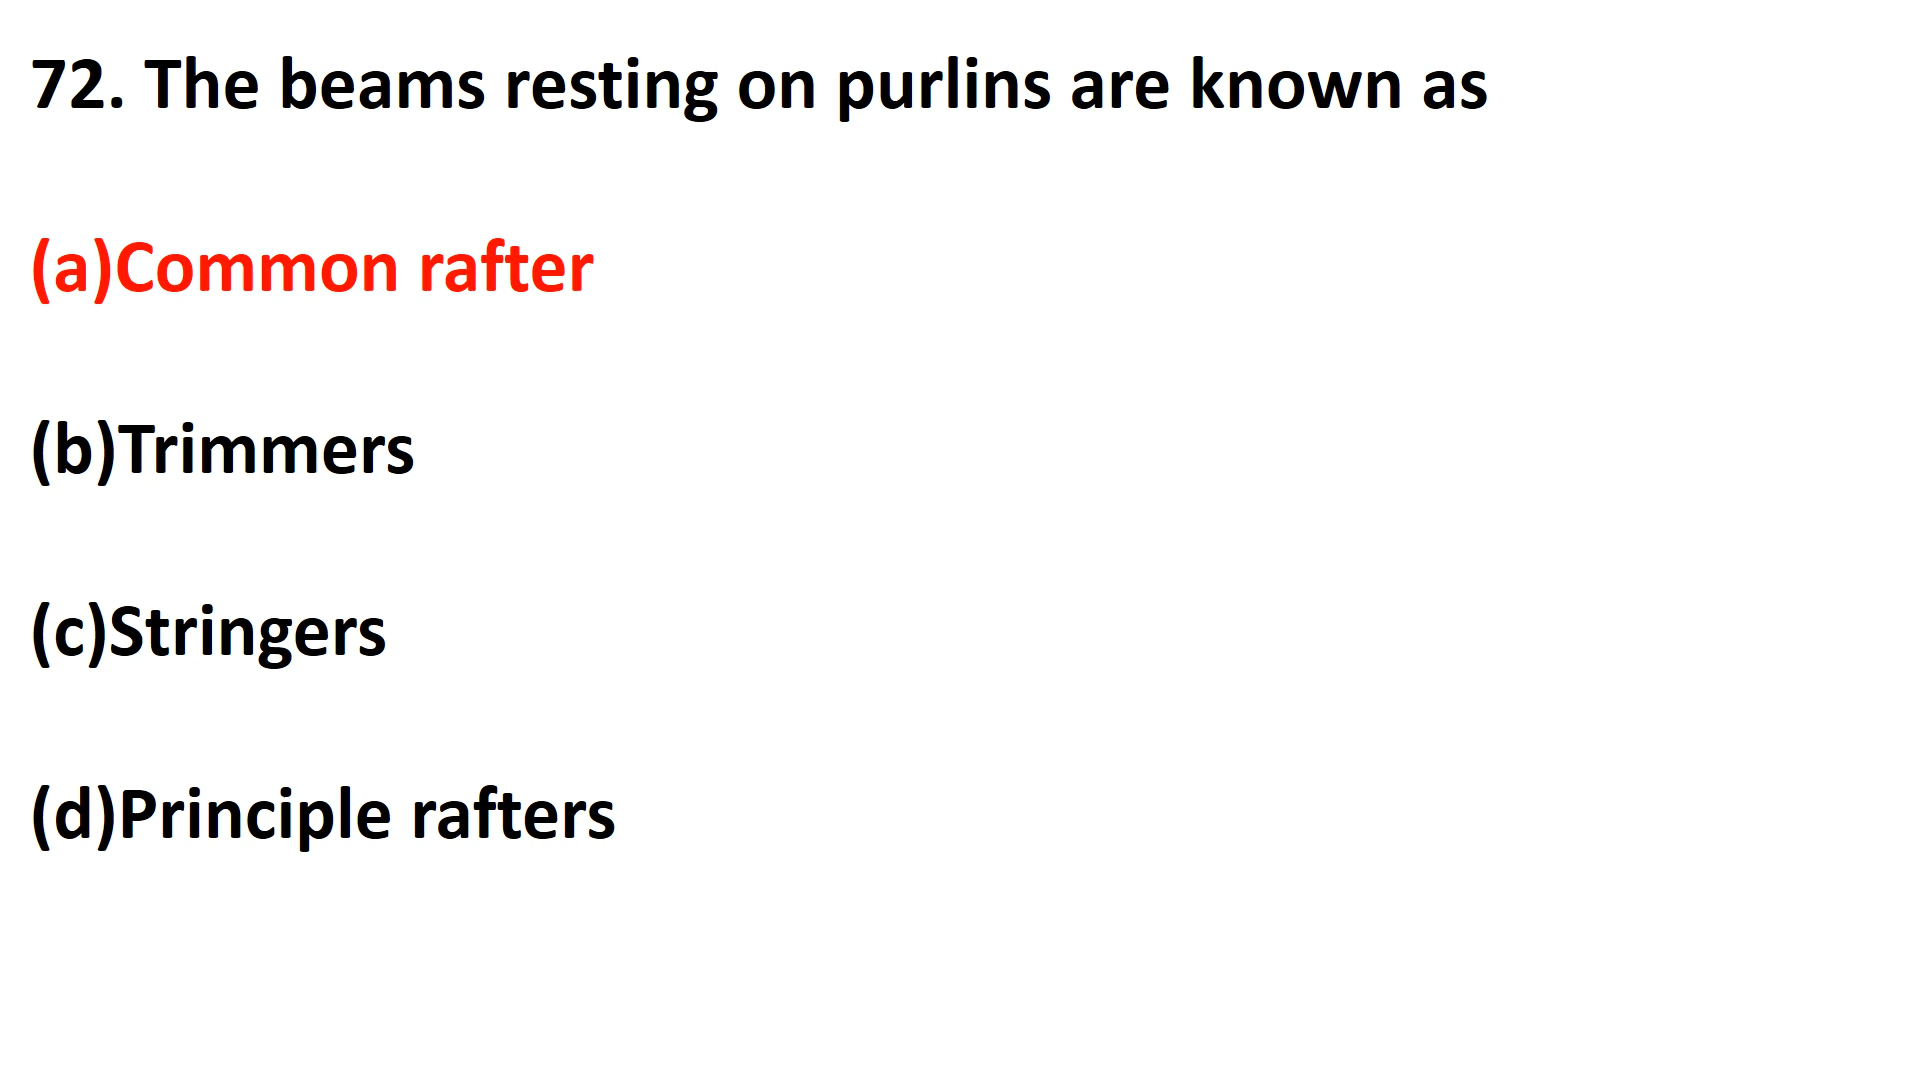 72. The beams resting on purlins are known as
(a)Common rafter
(b)Trimmers
(c)Stringers
(d)Principle rafters